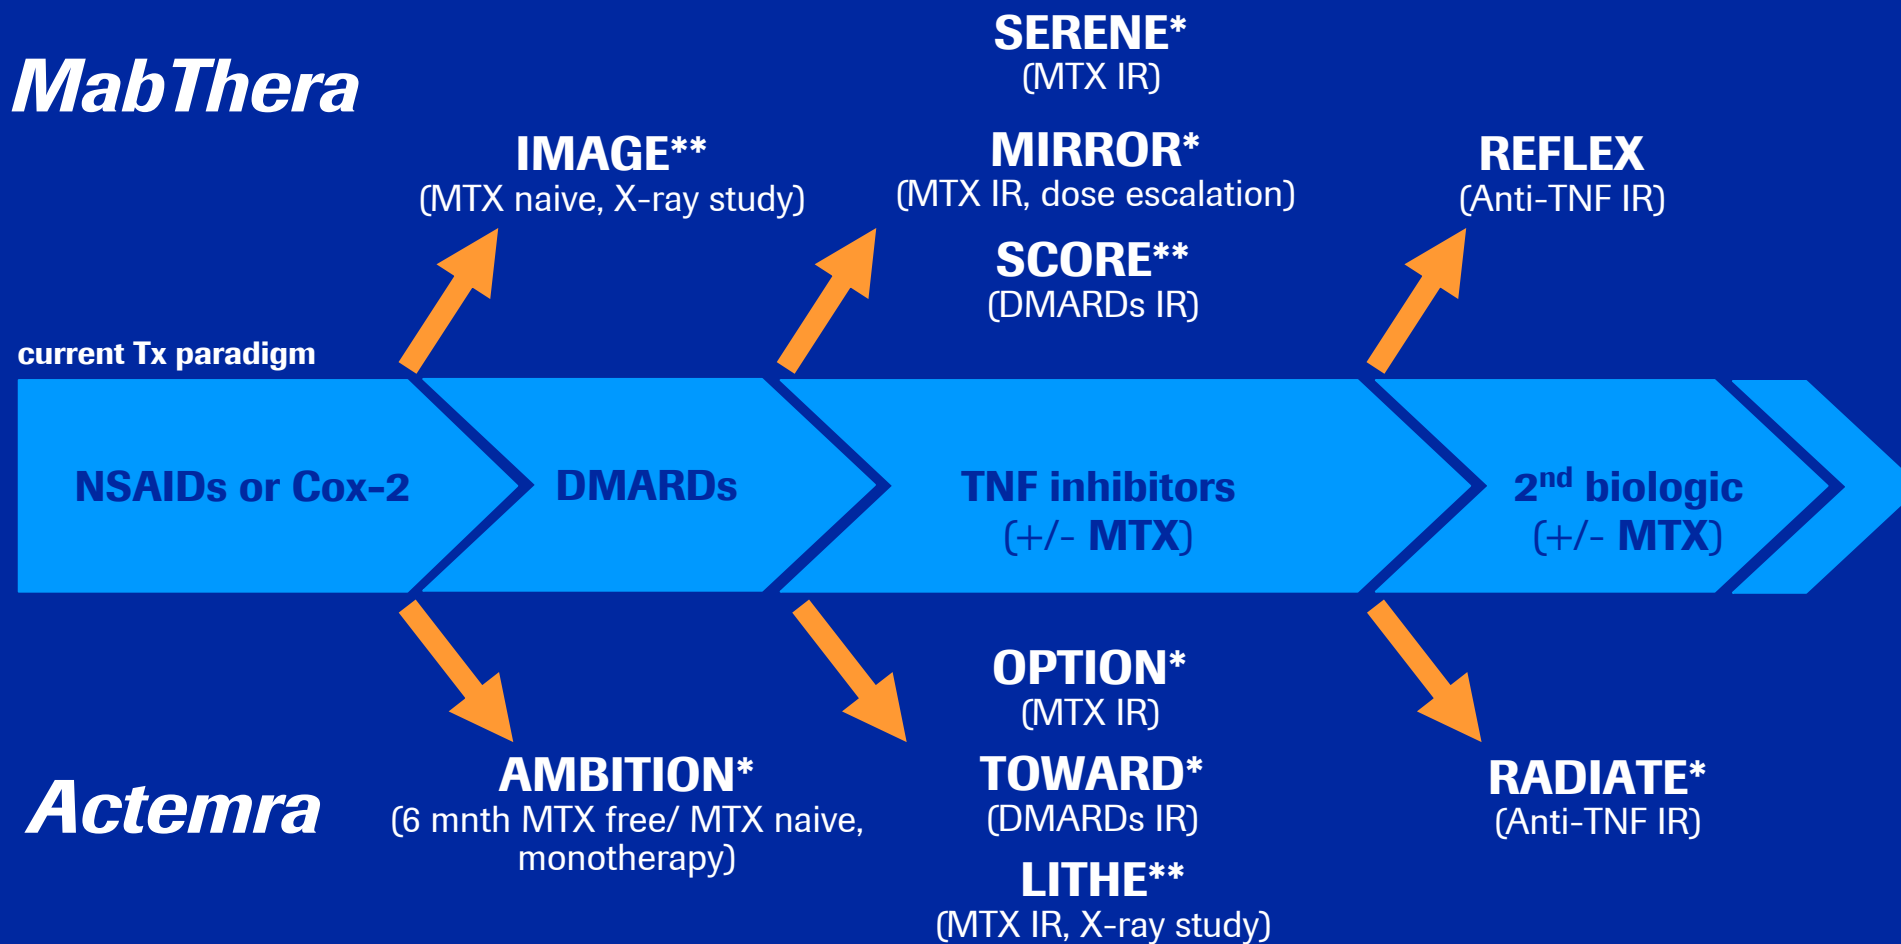 MabThera
SERENE*
(MTX IR)
IMAGE**
(MTX naive, X-ray study)
MIRROR*
(MTX IR, dose escalation)
SCORE**
(DMARDs IR)
REFLEX
(Anti-TNF IR)
current Tx paradigm
NSAIDs or Cox-2
DMARDs
TNF inhibitors
(+/- MTX)
2nd biologic
(+/- MTX)
Actemra
AMBITION*
(6 mnth MTX free/ MTX naive,
monotherapy)
OPTION*
(MTX IR)
TOWARD*
(DMARDs IR)
LITHE**
(MTX IR, X-ray study)
RADIATE*
(Anti-TNF IR)